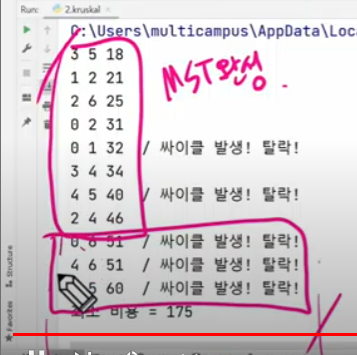 Run: 2.kruskal
C:\Users\multicampus\AppData\Loca
3 5 18
1 2 21
2 6 25
0 2 31
0 1 32 / 싸이클 발생! 탈락!
3 4 34
4 5 40 / 싸이클 발생! 탈락!
2 4 46
0 6 51 / 싸이클 발생! 탈락!
4 6 51 / 싸이클 발생! 탈락!
5 60 / 싸이클 발생! 탈락!
최소 비용 = 175
MST완성
Structure
Favorites